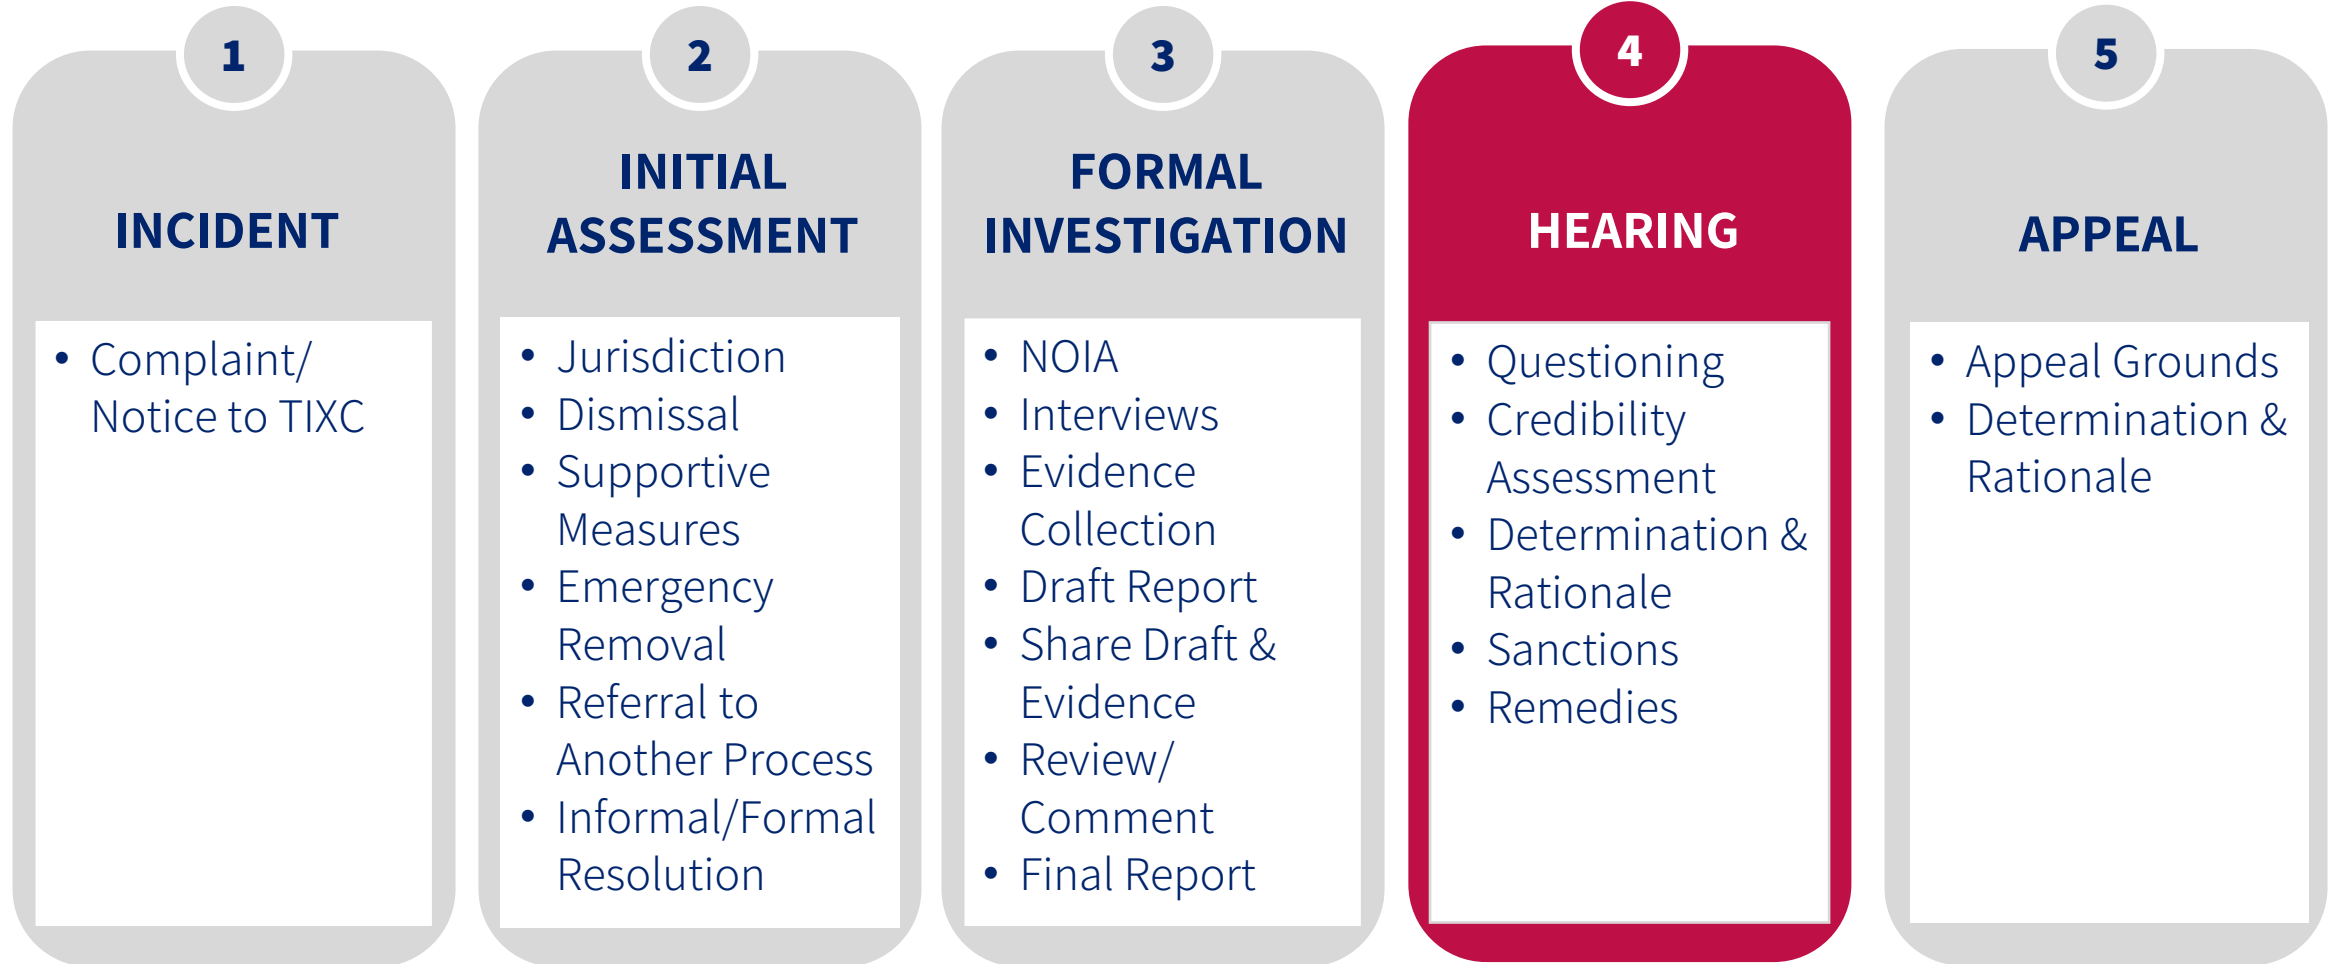 1
INCIDENT
• Complaint/
Notice to TIXC
2
INITIAL
ASSESSMENT
• Jurisdiction
• Dismissal
• Supportive
Measures
• Emergency
Removal
• Referral to
Another Process
• Informal/Formal
Resolution
3
FORMAL
INVESTIGATION
• NOIA
• Interviews
• Evidence
Collection
• Draft Report
• Share Draft &
Evidence
• Review/
Comment
• Final Report
4
HEARING
• Questioning
• Credibility
Assessment
• Determination &
Rationale
• Sanctions
• Remedies
5
APPEAL
• Appeal Grounds
• Determination &
Rationale